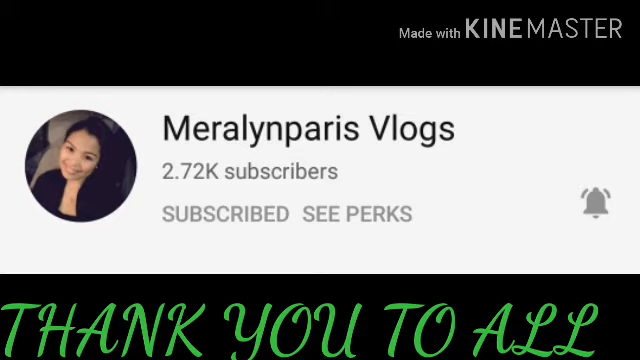 Made with KINEMASTER
Meralynparis Vlogs
2.72K subscribers
SUBSCRIBED SEE PERKS
THANK YOU TO ALL